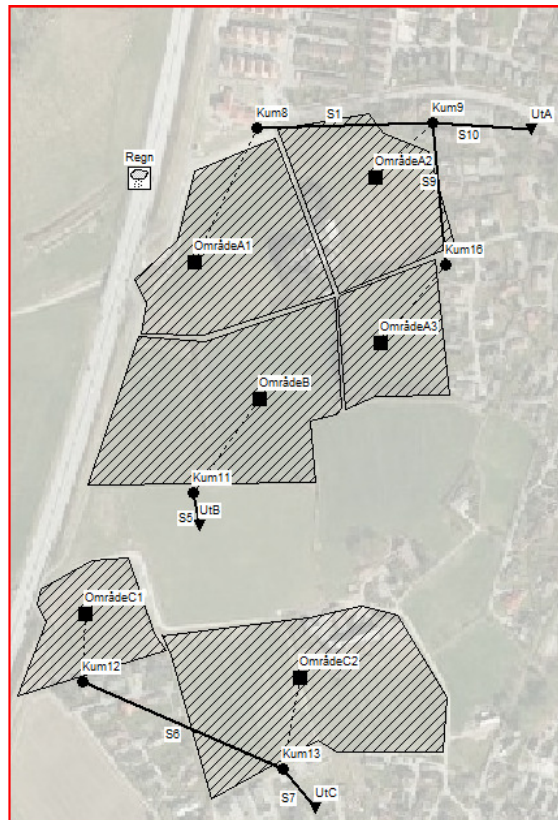 Kum8
S1
Kum9
UtA
S10
Regn
OmrådeA2
S9
OmrådeA1
Kum16
OmrådeA3
OmrådeB
Kum11
S5
UtB
OmrådeC1
Kum12
OmrådeC2
S6
Kum13
S7
UtC